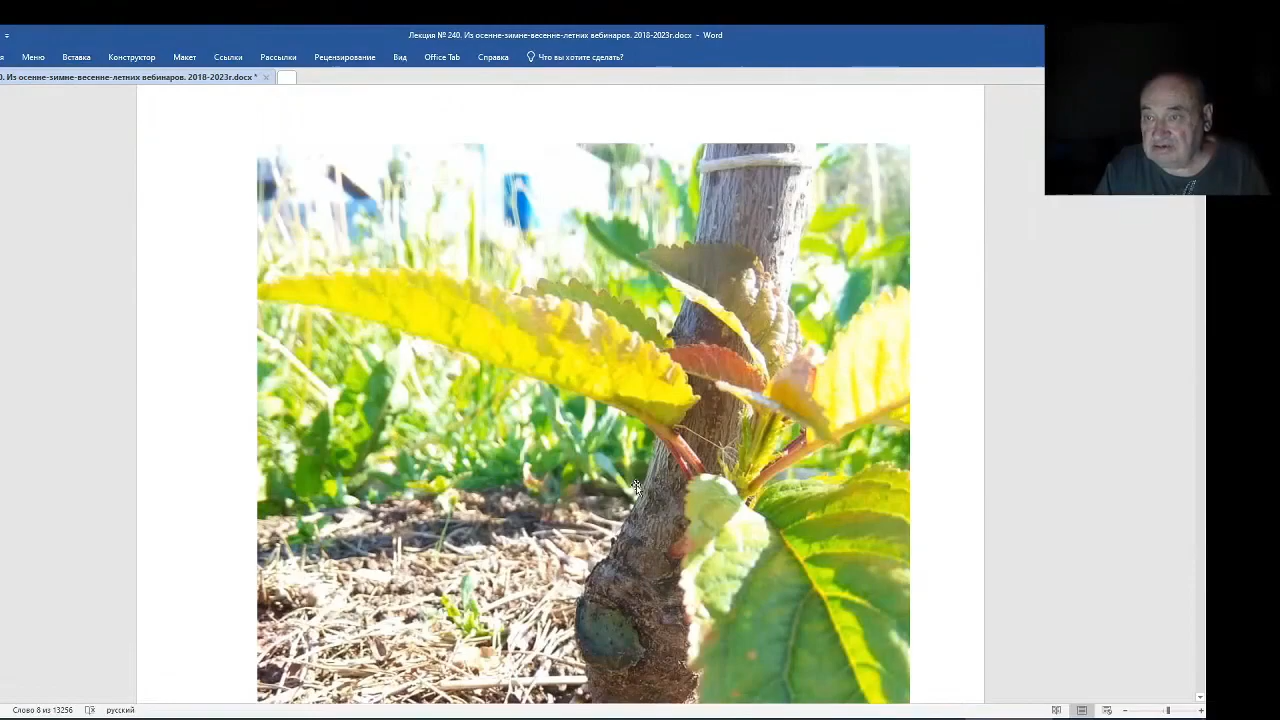 Лекция № 240. Из осенне-зимне-весенне-летних вебинаров. 2018-2023г.docx - Word
я Меню Вставка Конструктор Макет Ссылки Рассылки Рецензирование Вид Office Tab Справка Что вы хотите сделать?
0. Из осенне-зимне-весенне-летних вебинаров. 2018-2023г.docx *
Слово 8 из 13256 русский